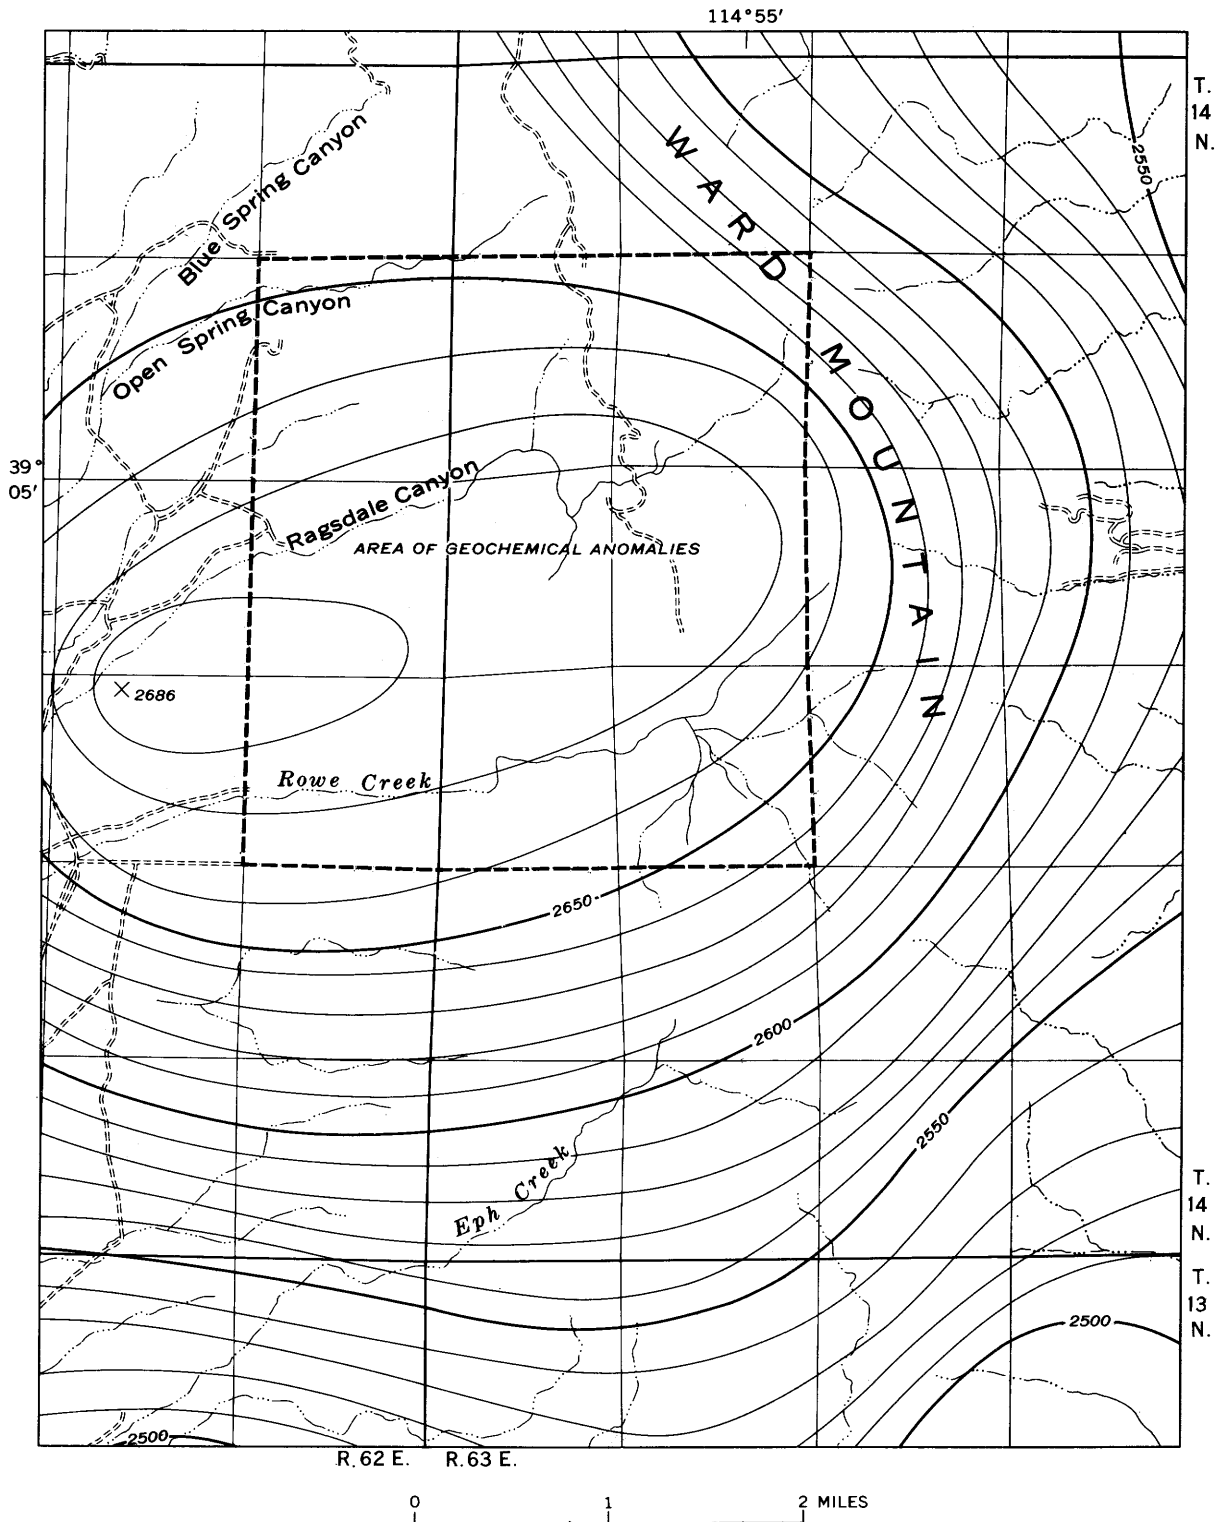 114°55'
T.
14
N.
2550
WARD MOUNTAIN
Blue Spring Canyon
Open Spring Canyon
39°
05'
Ragsdale Canyon
AREA OF GEOCHEMICAL ANOMALIES
2686
Rowe Creek
2650
2600
2550
Eph Creek
T.
14
N.
T.
13
N.
2500
2500
R.62 E.
R.63 E.
0 1 2 MILES